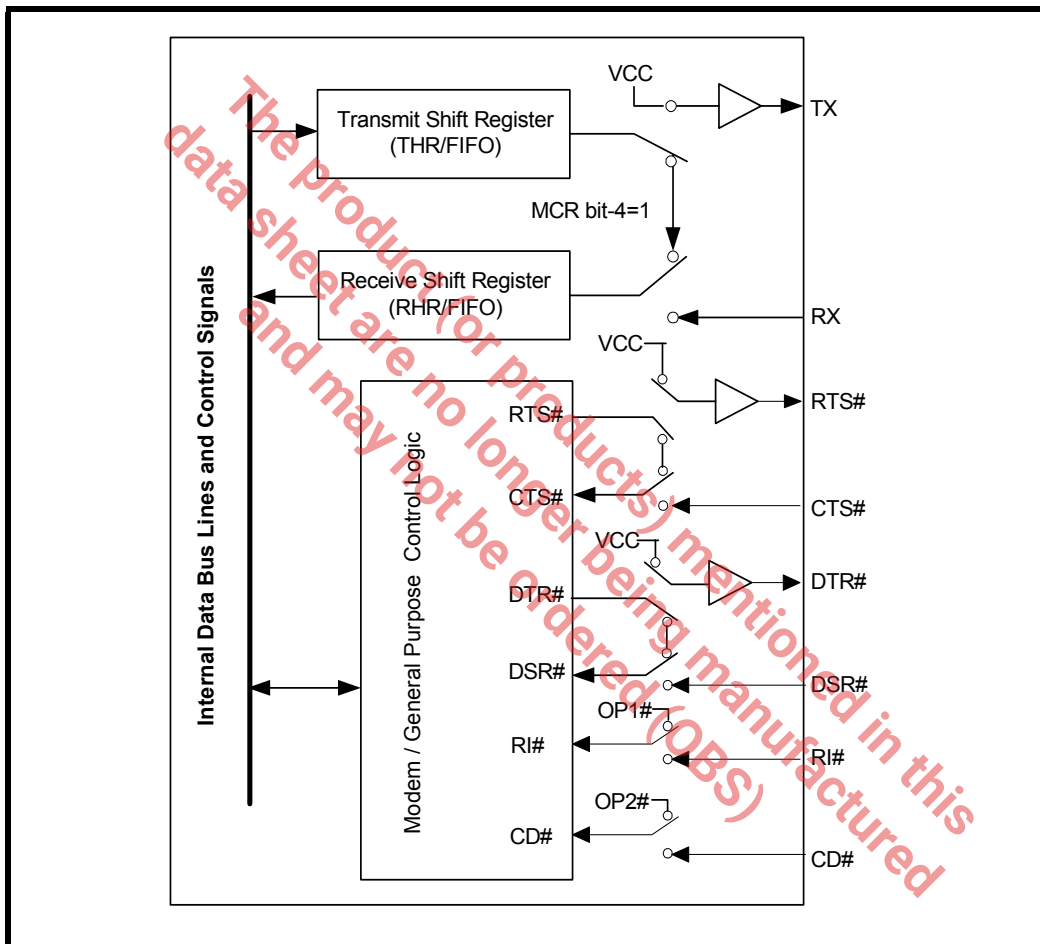 VCC
TX
Transmit Shift Register
(THR/FIFO)
MCR bit-4=1
Receive Shift Register
(RHR/FIFO)
RX
VCC
RTS#
RTS#
CTS#
CTS#
VCC
DTR#
DTR#
DSR#
DSR#
OP1#
RI#
RI#
OP2#
CD#
CD#
Internal Data Bus Lines and Control Signals
Modem / General Purpose Control Logic
The product (or products) mentioned in this
data sheet are no longer being manufactured
and may not be ordered (OBS)